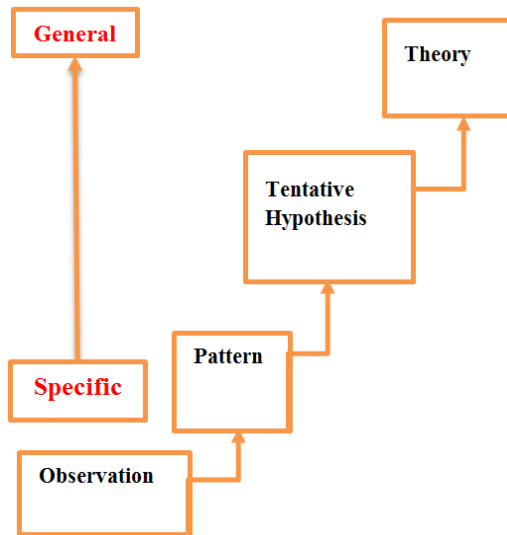 General
Theory
Tentative
Hypothesis
Pattern
Specific
Observation